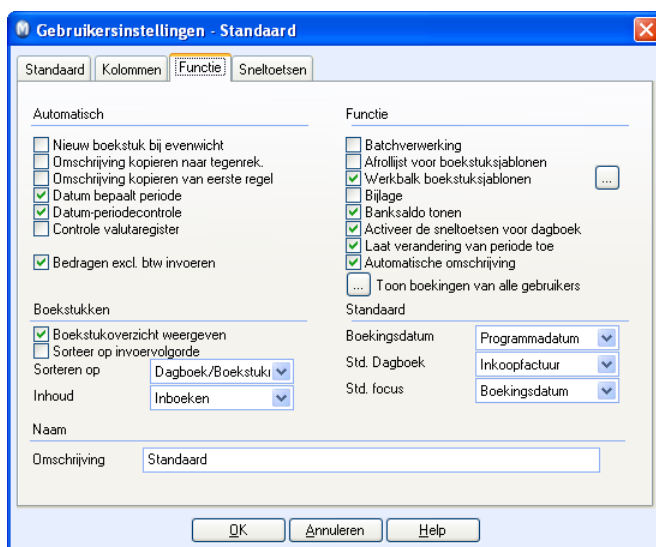 Gebruikersinstellingen - Standaard
Standaard Kolommen Functie Sneltoetsen
Automatisch
Nieuw boekstuk bij evenwicht
Omschrijving kopieren naar tegenrek.
Omschrijving kopieren van eerste regel
Datum bepaalt periode
Datum-periodecontrole
Controle valutaregister
Bedragen excl. btw invoeren
Functie
Batchverwerking
Afrollijst voor boekstuksjablonen
Werkbalk boekstuksjablonen ...
Bijlage
Banksaldo tonen
Activeer de sneltoetsen voor dagboek
Laat verandering van periode toe
Automatische omschrijving
... Toon boekingen van alle gebruikers
Boekstukken
Boekstukoverzicht weergeven
Sorteer op invoervolgorde
Sorteren op Dagboek/Boekstuk
Inhoud Inboeken
Standaard
Boekingsdatum Programmadatum
Std. Dagboek Inkoopfactuur
Std. focus Boekingsdatum
Naam
Omschrijving Standaard
OK Annuleren Help